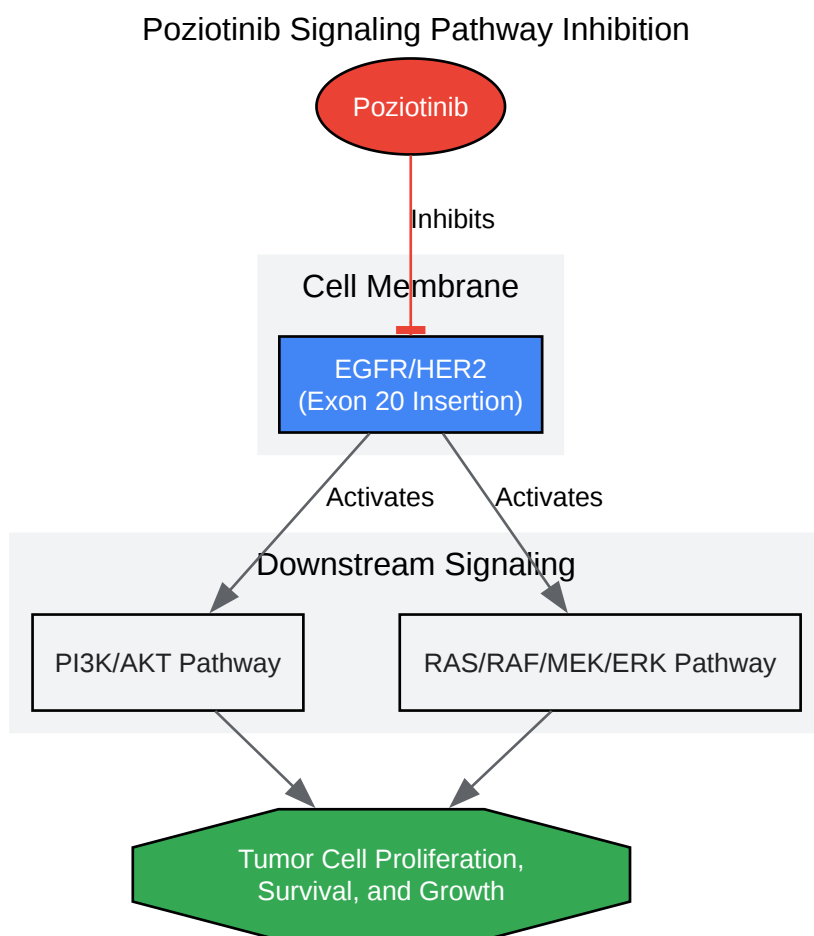 Poziotinib Signaling Pathway Inhibition
Poziotinib
Inhibits
Cell Membrane
EGFR/HER2
(Exon 20 Insertion)
Activates
Activates
Downstream Signaling
PI3K/AKT Pathway
RAS/RAF/MEK/ERK Pathway
Tumor Cell Proliferation,
Survival, and Growth